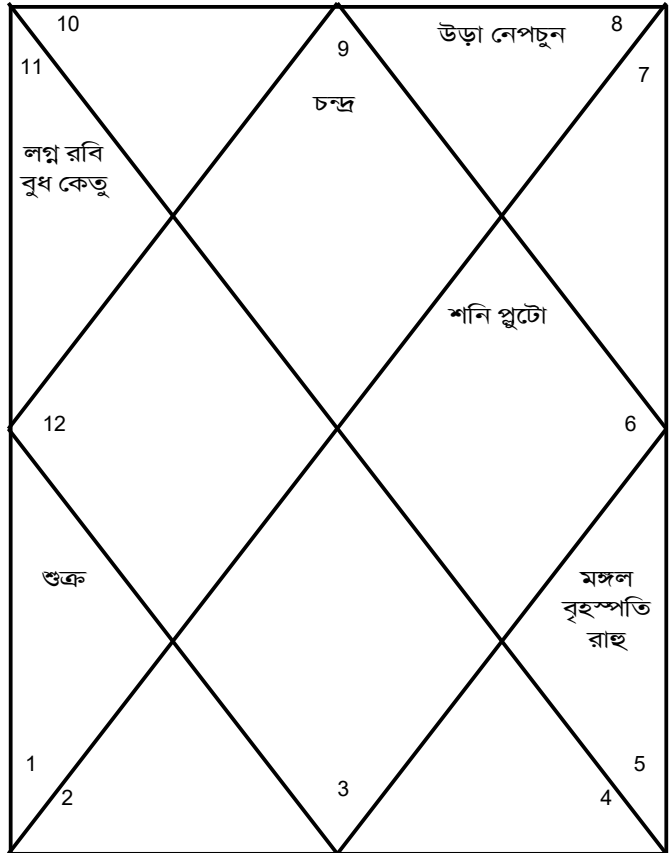 10
9
উড়া নেপচুন
8
11
7
চন্দ্র
লগ্ন রবি
বুধ কেতু
শনি প্লুটো
12
6
শুক্র
মঙ্গল
বৃহস্পতি
রাহু
1
2
3
4
5